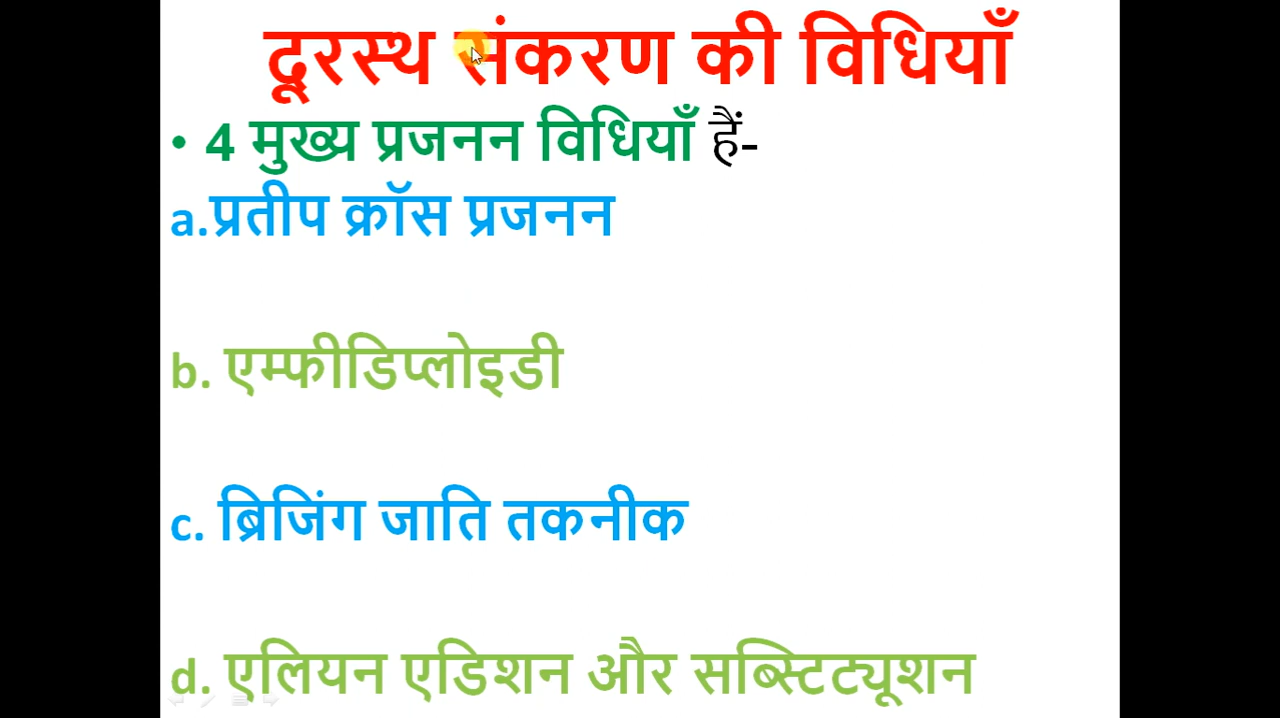 दूरस्थ संकरण की विधियाँ
• 4 मुख्य प्रजनन विधियाँ हैं-
a.प्रतीप क्रॉस प्रजनन
b. एम्फीडिप्लोइडी
c. ब्रिजिंग जाति तकनीक
d. एलियन एडिशन और सब्स्टिट्यूशन